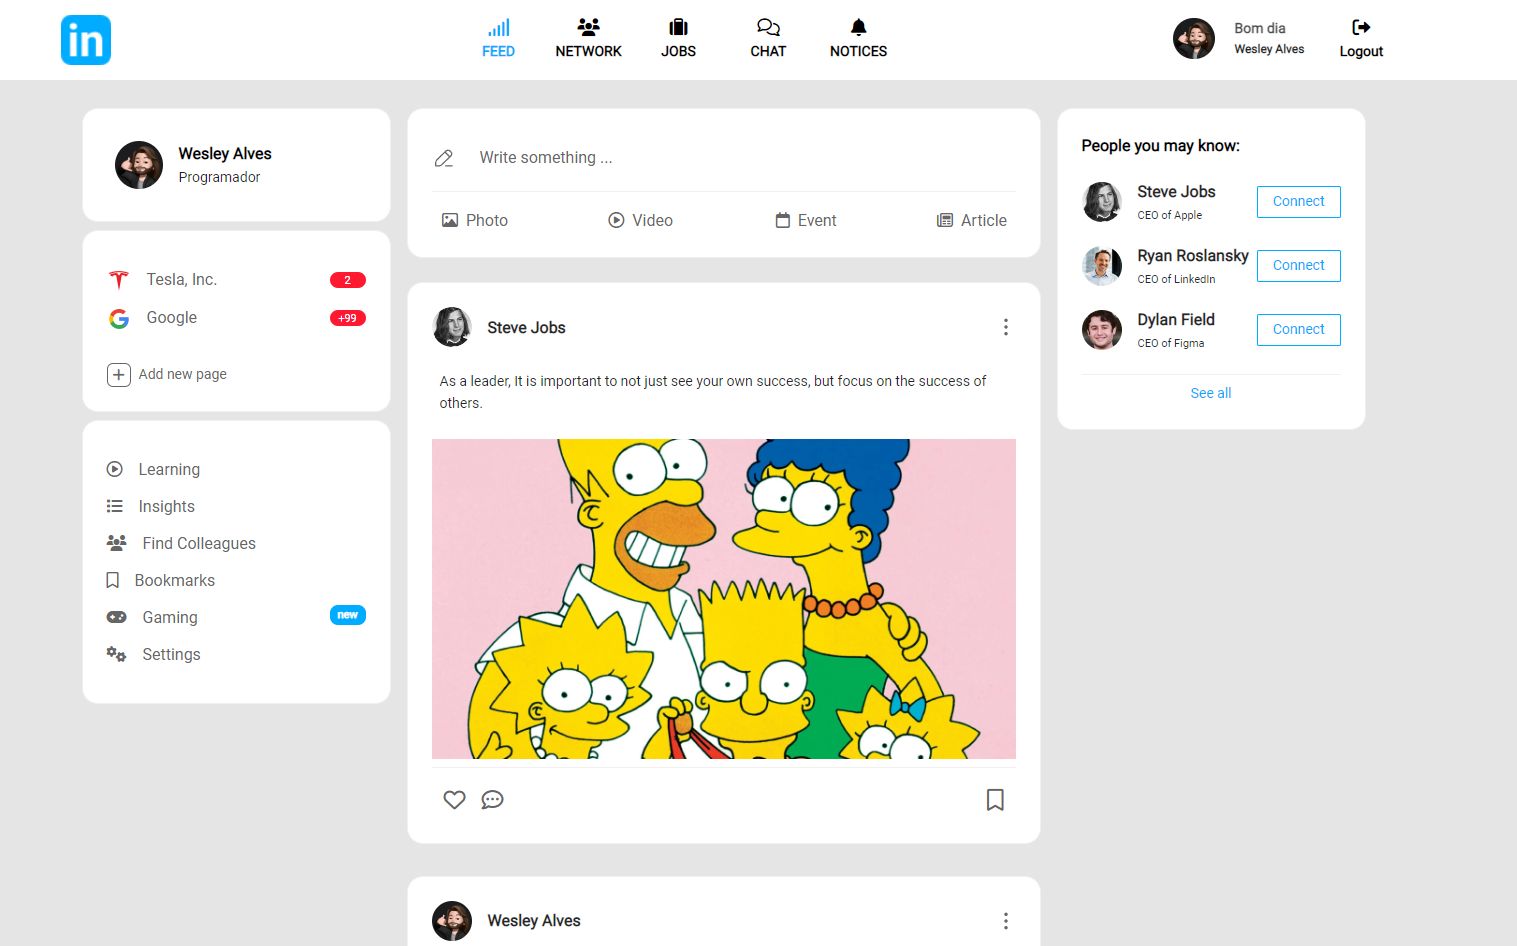 in
FEED
NETWORK
JOBS
CHAT
NOTICES
Bom dia
Wesley Alves
Logout
Wesley Alves
Programador
Tesla, Inc.
2
Google
+99
Add new page
Learning
Insights
Find Colleagues
Bookmarks
Gaming
new
Settings
Write something ...
Photo
Video
Event
Article
Steve Jobs
As a leader, It is important to not just see your own success, but focus on the success of
others.
Wesley Alves
People you may know:
Steve Jobs
CEO of Apple
Connect
Ryan Roslansky
CEO of LinkedIn
Connect
Dylan Field
CEO of Figma
Connect
See all